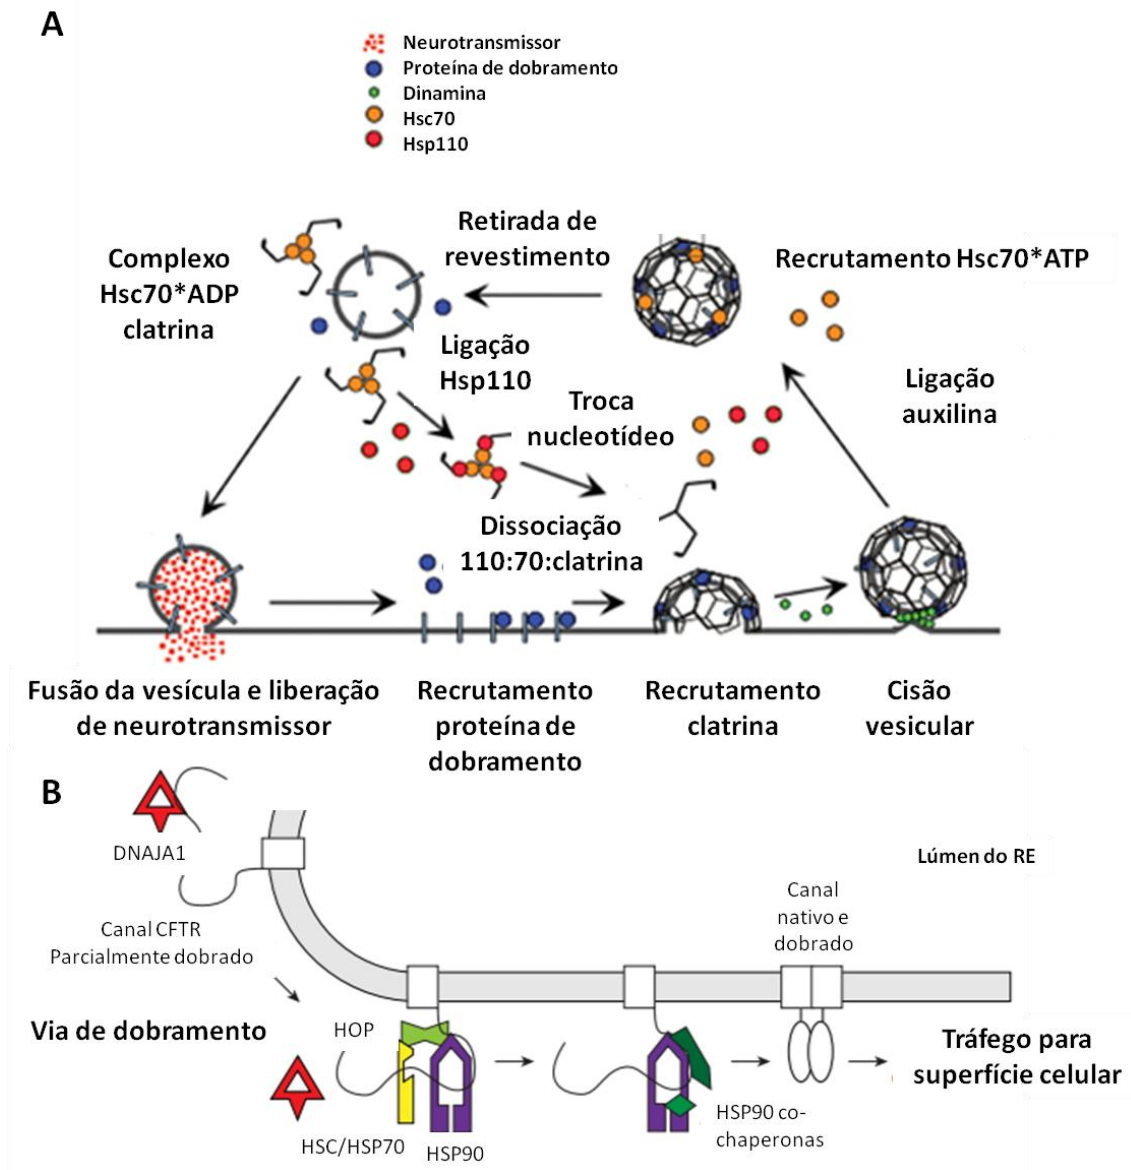 A
Neurotransmissor
Proteína de dobramento
Dinamina
Hsc70
Hsp110
Complexo
Hsc70*ADP
clatrina
Retirada de
revestimento
Recrutamento Hsc70*ATP
Ligação
Hsp110
Troca
nucleotídeo
Ligação
auxilina
Dissociação
110:70:clatrina
Fusão da vesícula e liberação
de neurotransmissor
Recrutamento
proteína de
dobramento
Recrutamento
clatrina
Cisão
vesicular
B
DNAJA1
Canal CFTR
Parcialmente dobrado
Lúmen do RE
Canal
nativo e
dobrado
Via de dobramento
HOP
HSC/HSP70
HSP90
HSP90 co-
chaperonas
Tráfego para
superfície celular